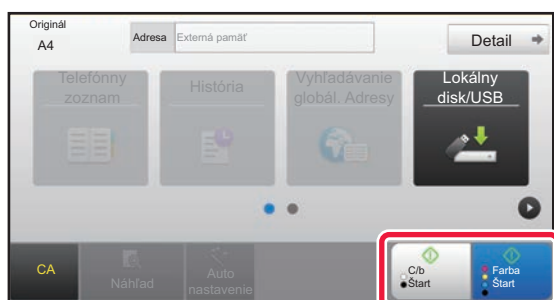 Originál
A4
Adresa
Externá pamäť
Detail
Telefónny
zoznam
História
Vyhľadávanie
globál. Adresy
Lokálny
disk/USB
CA
Náhľad
Auto
nastavenie
C/b
Štart
Farba
Štart